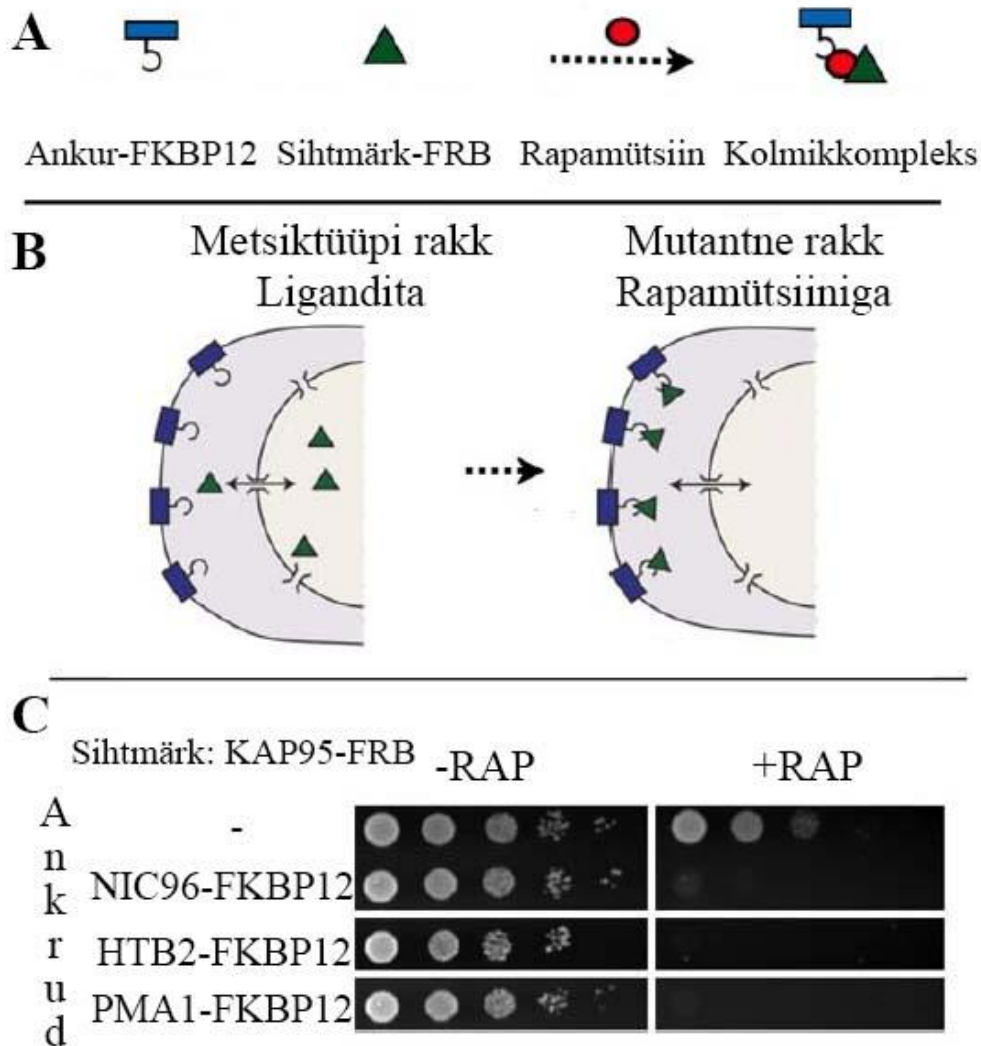 A
Ankur-FKBP12 Sihtmärk-FRB Rapamütsiin Kolmikkompleks
B
Metsiktüüpi rakk Mutantne rakk
Ligandita Rapamütsiiniga
C
Sihtmärk: KAP95-FRB -RAP +RAP
Ankrud
-
NIC96-FKBP12
HTB2-FKBP12
PMA1-FKBP12